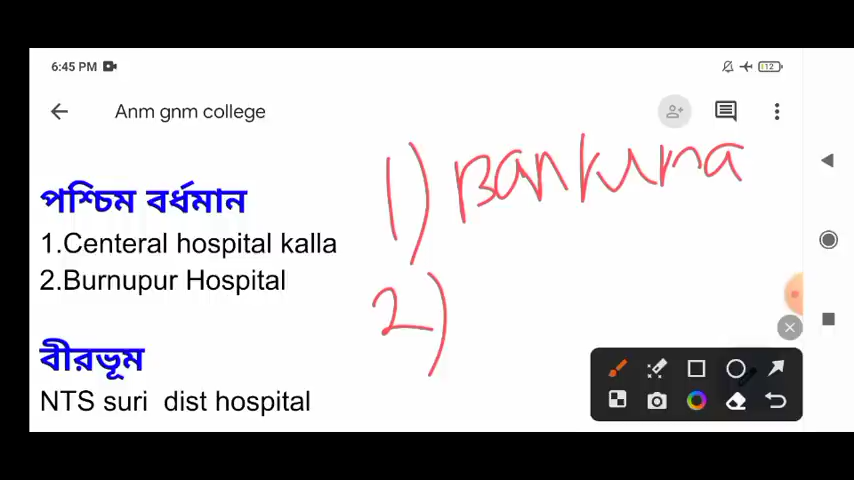 6:45 PM
12
Anm gnm college
1) Bankura
পশ্চিম বর্ধমান
1.Centeral hospital kalla
2.Burnupur Hospital
2)
বীরভূম
NTS suri dist hospital